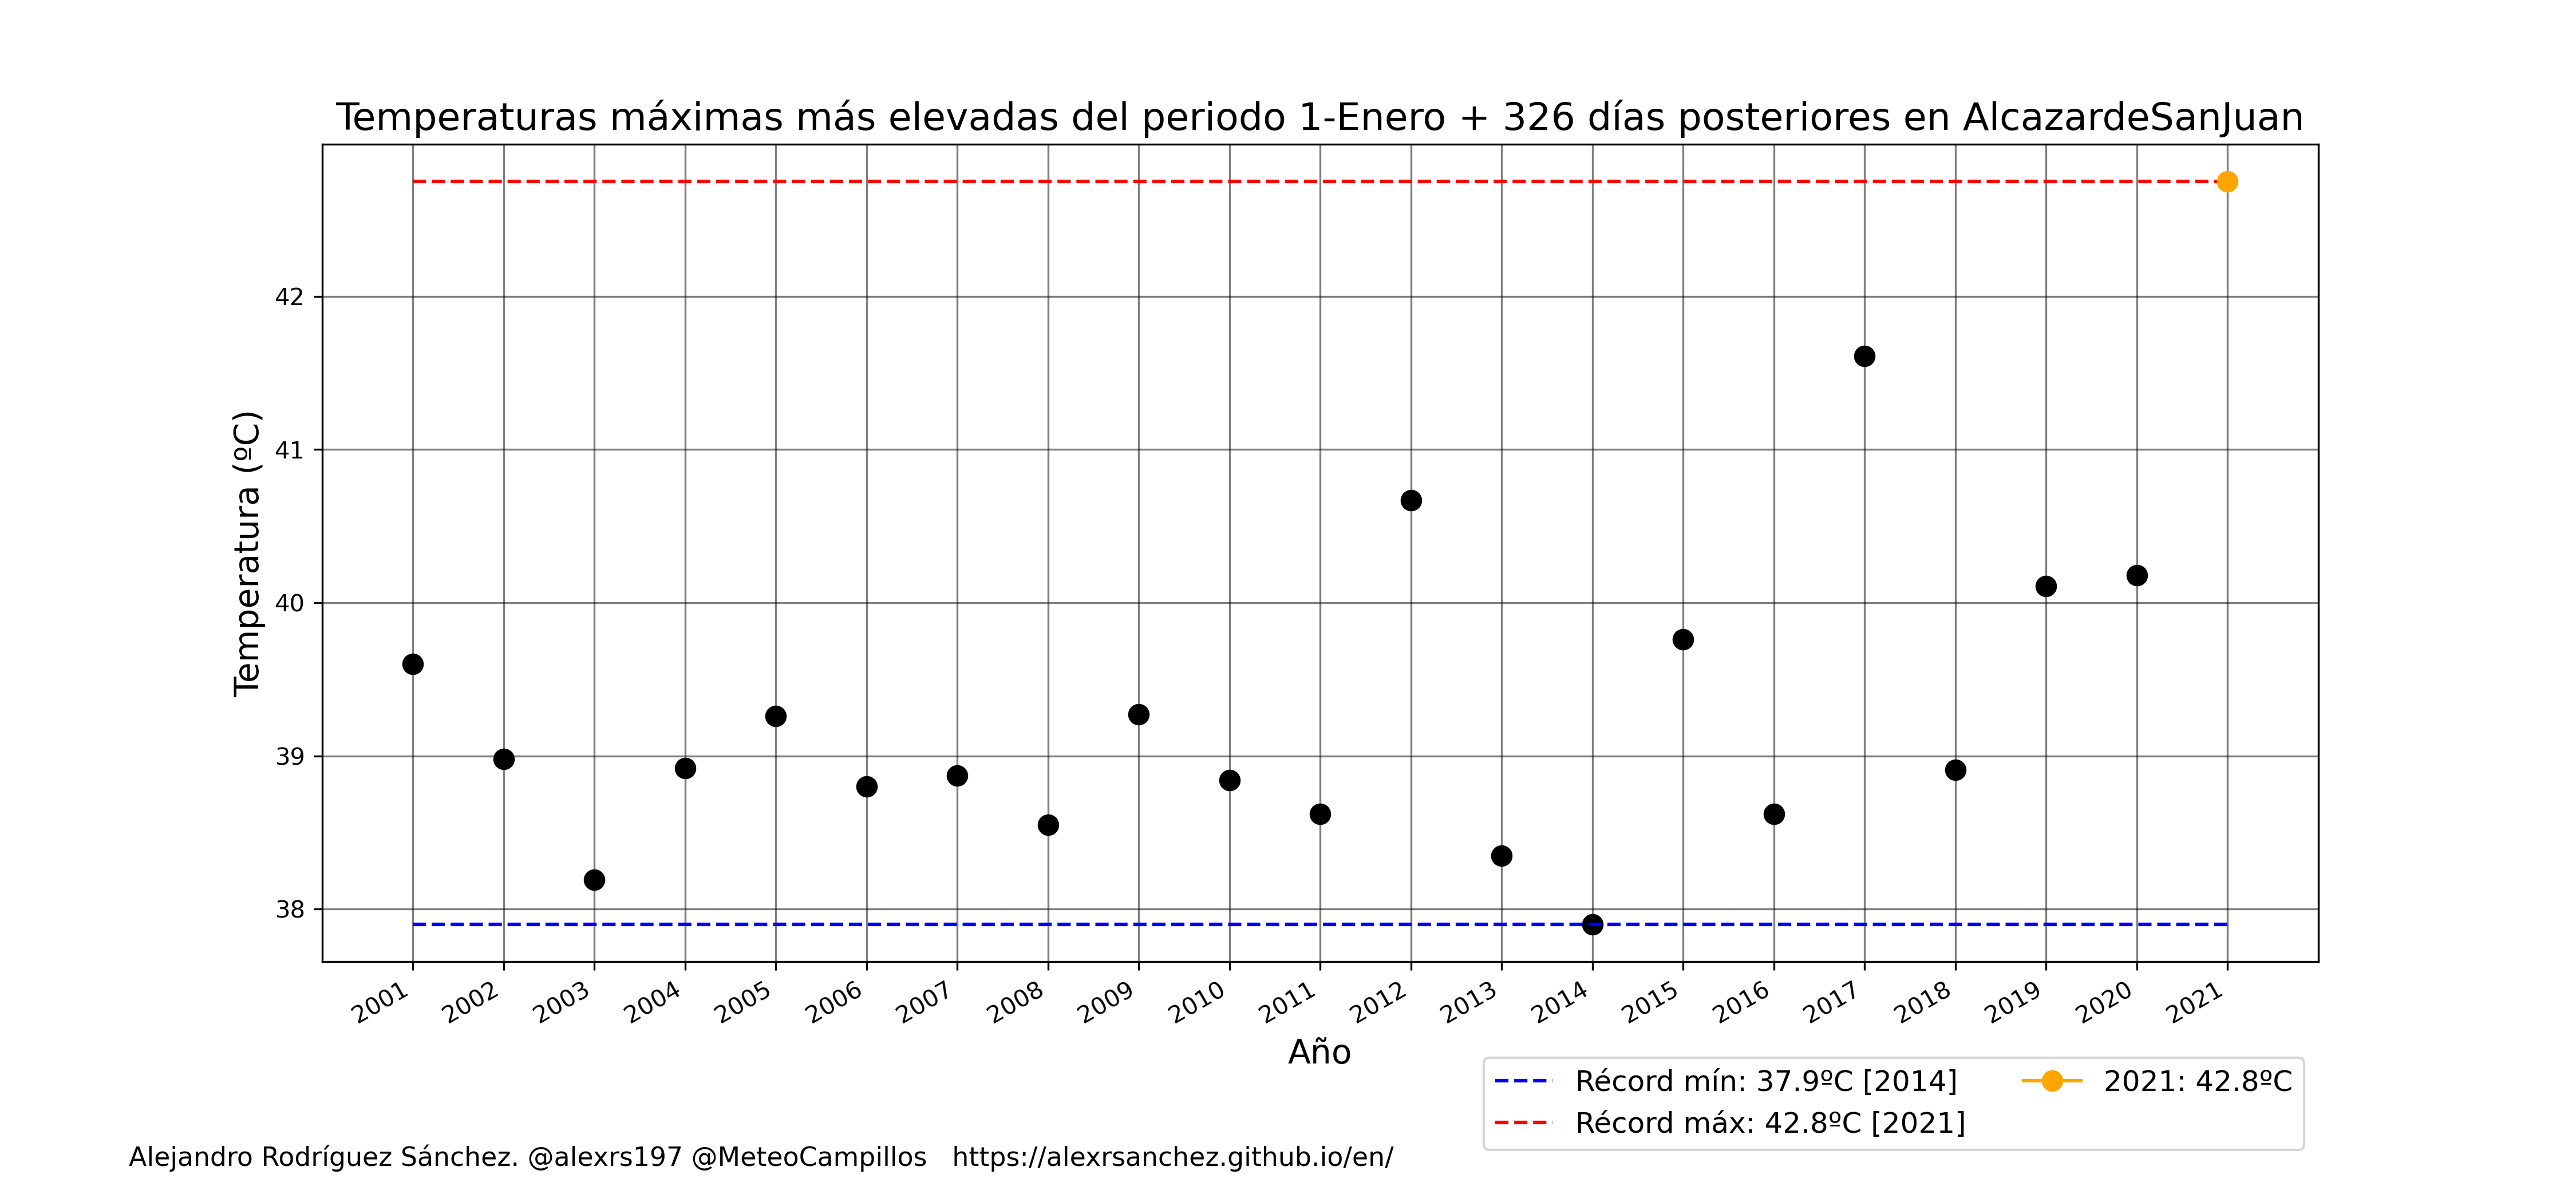 Temperaturas máximas más elevadas del periodo 1-Enero + 326 días posteriores en AlcazardeSanJuan
Temperatura (ºC)
42
41
40
39
38
2001 2002 2003 2004 2005 2006 2007 2008 2009 2010 2011 2012 2013 2014 2015 2016 2017 2018 2019 2020 2021
Año
Récord mín: 37.9ºC [2014]
Récord máx: 42.8ºC [2021]
2021: 42.8ºC
Alejandro Rodríguez Sánchez. @alexrs197 @MeteoCampillos https://alexrsanchez.github.io/en/